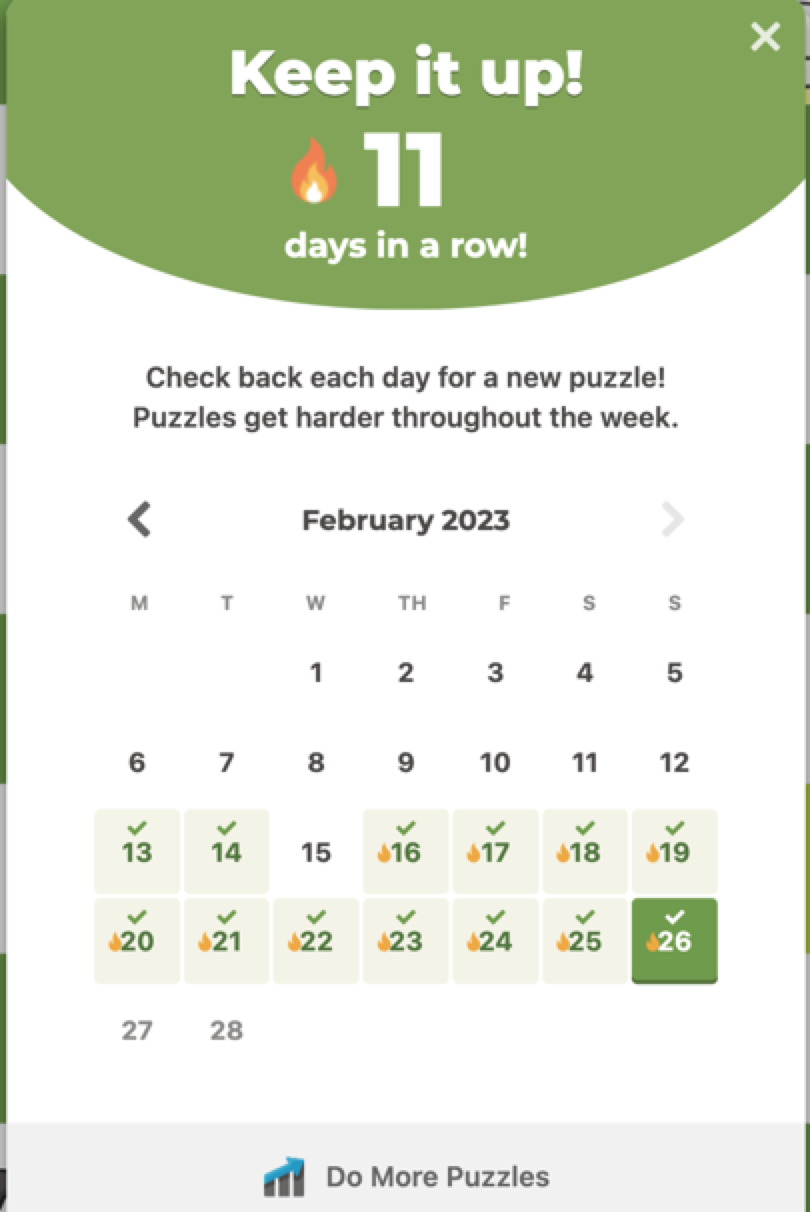 Keep it up!
11
days in a row!
Check back each day for a new puzzle!
Puzzles get harder throughout the week.
February 2023
M T W TH F S S
1 2 3 4 5
6 7 8 9 10 11 12
13 14 15 16 17 18 19
20 21 22 23 24 25 26
27 28
Do More Puzzles